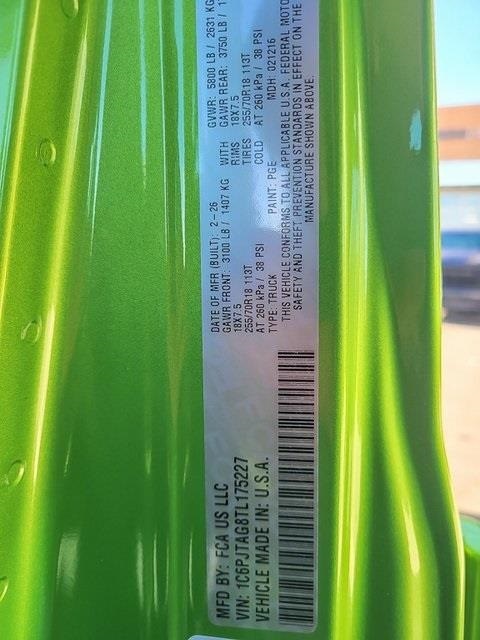 MFD BY: FCA US LLC
VIN: 1C6PJTAG8TL175227
VEHICLE MADE IN: U.S.A.
DATE OF MFR (BUILT): 2-26
GVWR: 5800 LB / 2631 KG
GAWR FRONT: 3100 LB / 1407 KG WITH
GAWR REAR: 3750 LB /
18X7.5 RIMS 18X7.5
255/70R18 113T TIRES 255/70R18 113T
AT 260 kPa / 38 PSI COLD AT 260 kPa / 38 PSI
TYPE: TRUCK PAINT: PGE MDH: 021216
THIS VEHICLE CONFORMS TO ALL APPLICABLE U.S.A. FEDERAL MOTO
SAFETY AND THEFT PREVENTION STANDARDS IN EFFECT ON THE
MANUFACTURE SHOWN ABOVE.